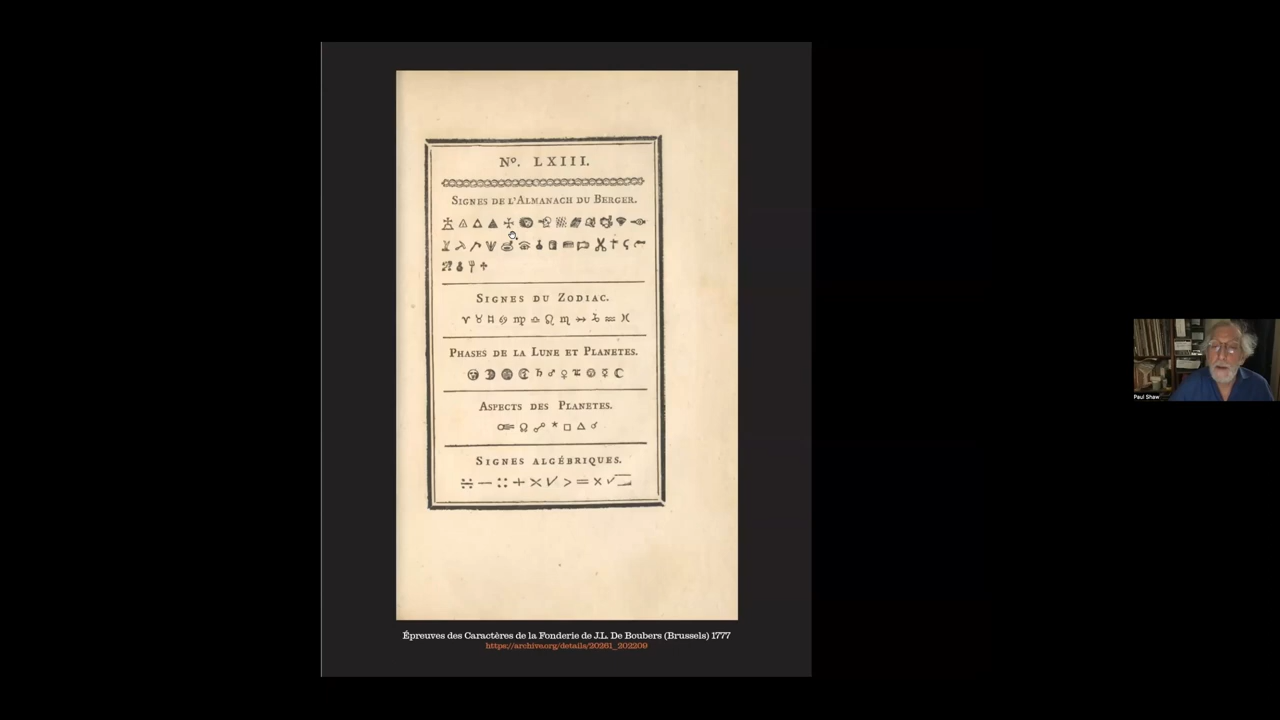 Nº. LXIII.
SIGNES DE L'ALMANACH DU BERGER.
SIGNES DU ZODIAC.
♈ ♉ ♊ ♋ ♍ ♎ ♌ ♏ ➳ ♑ ♒ ♓
PHASES DE LA LUNE ET PLANETES.
ASPECTS DES PLANETES.
SIGNES ALGÉBRIQUES.
Épreuves des Caractères de la Fonderie de J.L. De Boubers (Brussels) 1777
https://archive.org/details/20261_202209
Paul Shaw